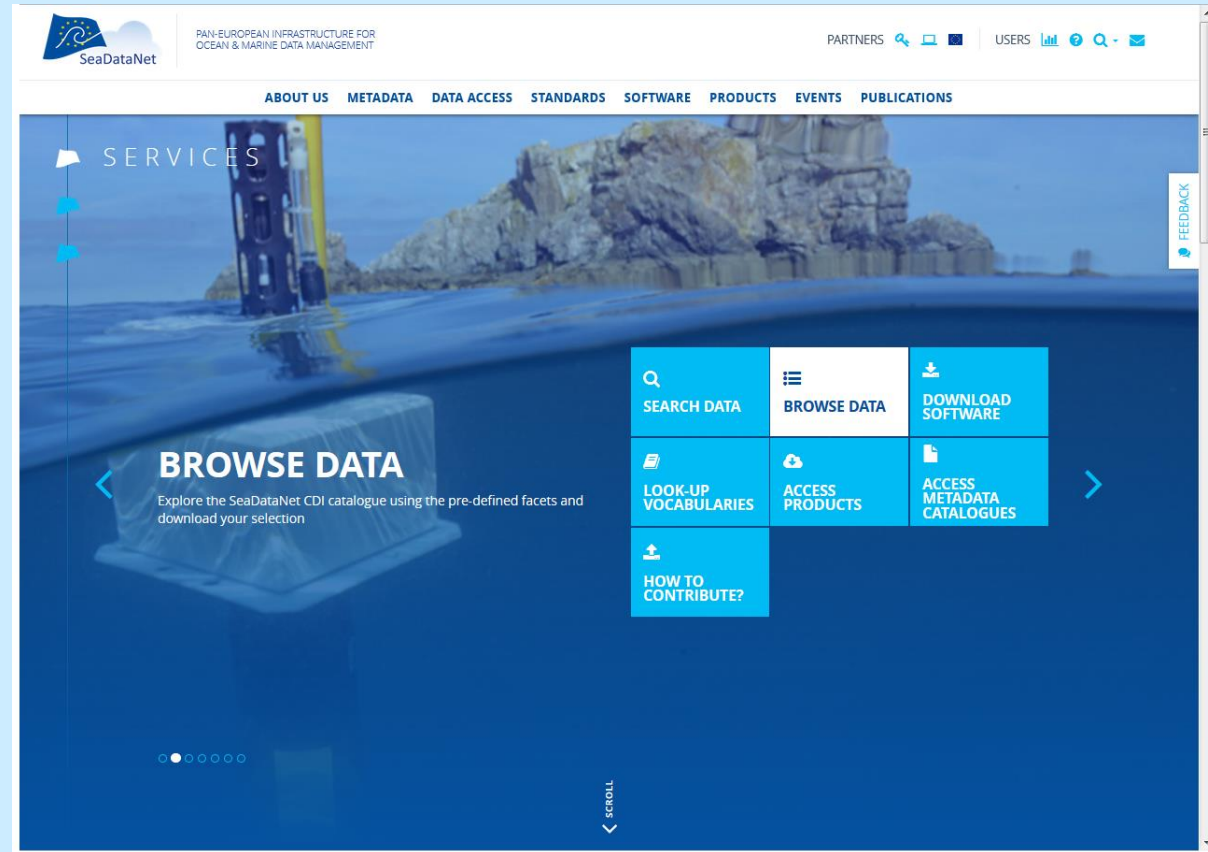 SeaDataNet
PAN-EUROPEAN INFRASTRUCTURE FOR
OCEAN & MARINE DATA MANAGEMENT
PARTNERS
USERS
ABOUT US METADATA DATA ACCESS STANDARDS SOFTWARE PRODUCTS EVENTS PUBLICATIONS
SERVICES
FEEDBACK
BROWSE DATA
Explore the SeaDataNet CDI catalogue using the pre-defined facets and
download your selection
SEARCH DATA
BROWSE DATA
DOWNLOAD
SOFTWARE
LOOK-UP
VOCABULARIES
ACCESS
PRODUCTS
ACCESS
METADATA
CATALOGUES
HOW TO
CONTRIBUTE?
SCROLL